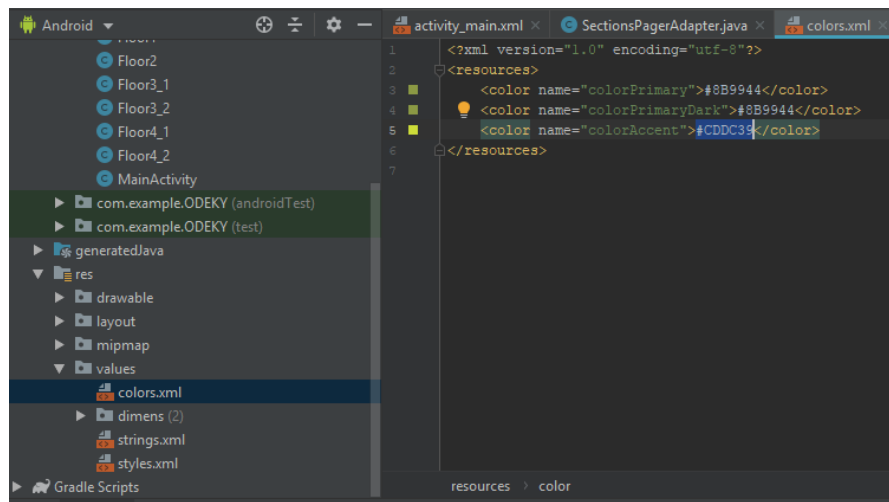 Android
Floor2
Floor3_1
Floor3_2
Floor4_1
Floor4_2
MainActivity
com.example.ODEKY (androidTest)
com.example.ODEKY (test)
generatedJava
res
drawable
layout
mipmap
values
colors.xml
dimens (2)
strings.xml
styles.xml
Gradle Scripts
activity_main.xml SectionsPagerAdapter.java colors.xml
1 <?xml version="1.0" encoding="utf-8"?>
2 <resources>
3 <color name="colorPrimary">#8B9944</color>
4 <color name="colorPrimaryDark">#8B9944</color>
5 <color name="colorAccent">#CDDC39</color>
6 </resources>
7
resources > color